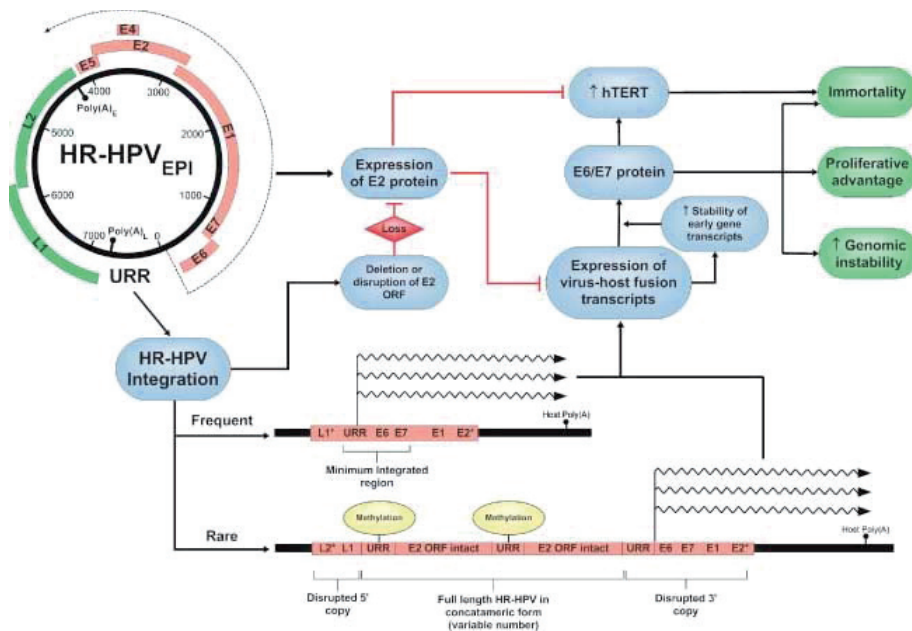 E4
E2
E5
4000
3000
Poly(A)E
L2
5000
2000
E1
HR-HPV EPI
6000
1000
L1
7000
Poly(A)L
0
E7
E6
URR
Expression
of E2 protein
Loss
Deletion or
disruption of E2
ORF
↑ hTERT
E6/E7 protein
↑ Stability of
early gene
transcripts
Expression of
virus-host fusion
transcripts
Immortality
Proliferative
advantage
↑ Genomic
instability
HR-HPV
Integration
Frequent
Host Poly(A)
L1* URR E6 E7 E1 E2*
Minimum Integrated
region
Rare
Methylation
Methylation
Host Poly(A)
L2* L1 URR E2 ORF intact URR E2 ORF intact URR E6 E7 E1 E2*
Disrupted 5'
copy
Full length HR-HPV in
concatameric form
(variable number)
Disrupted 3'
copy